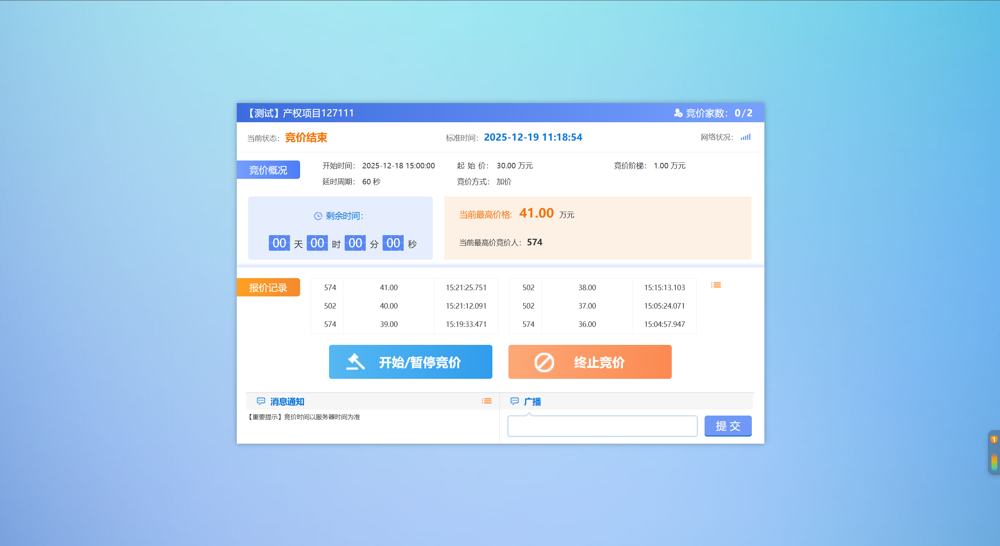 【测试】产权项目127111
竞价家数：0/2
当前状态：竞价结束
标准时间：2025-12-19 11:18:54
网络状况：
竞价概况
开始时间：2025-12-18 15:00:00
起 始 价：30.00 万元
竞价阶梯：1.00 万元
延时周期：60 秒
竞价方式：加价
剩余时间：
00 天 00 时 00 分 00 秒
当前最高价格：41.00 万元
当前最高价竞价人：574
报价记录
574 41.00 15:21:25.751
502 40.00 15:21:12.091
574 39.00 15:19:33.471
502 38.00 15:15:13.103
502 37.00 15:05:24.071
574 36.00 15:04:57.947
开始/暂停竞价
终止竞价
消息通知
【重要提示】竞价时间以服务器时间为准
广播
提 交
1